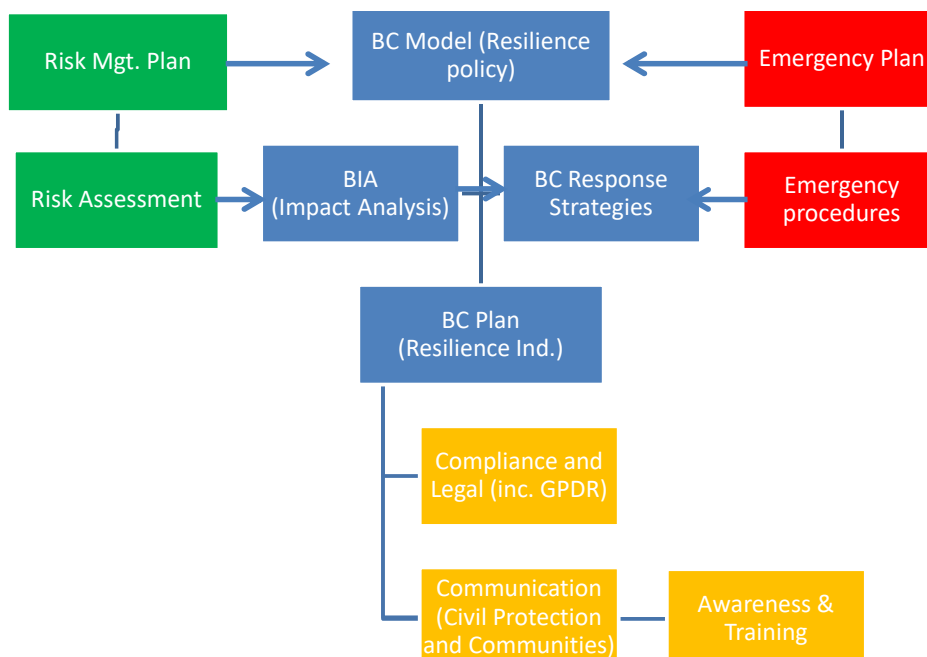 Risk Mgt. Plan
BC Model (Resilience
policy)
Emergency Plan
Risk Assessment
BIA
(Impact Analysis)
BC Response
Strategies
Emergency
procedures
BC Plan
(Resilience Ind.)
Compliance and
Legal (inc. GPDR)
Communication
(Civil Protection
and Communities)
Awareness &
Training